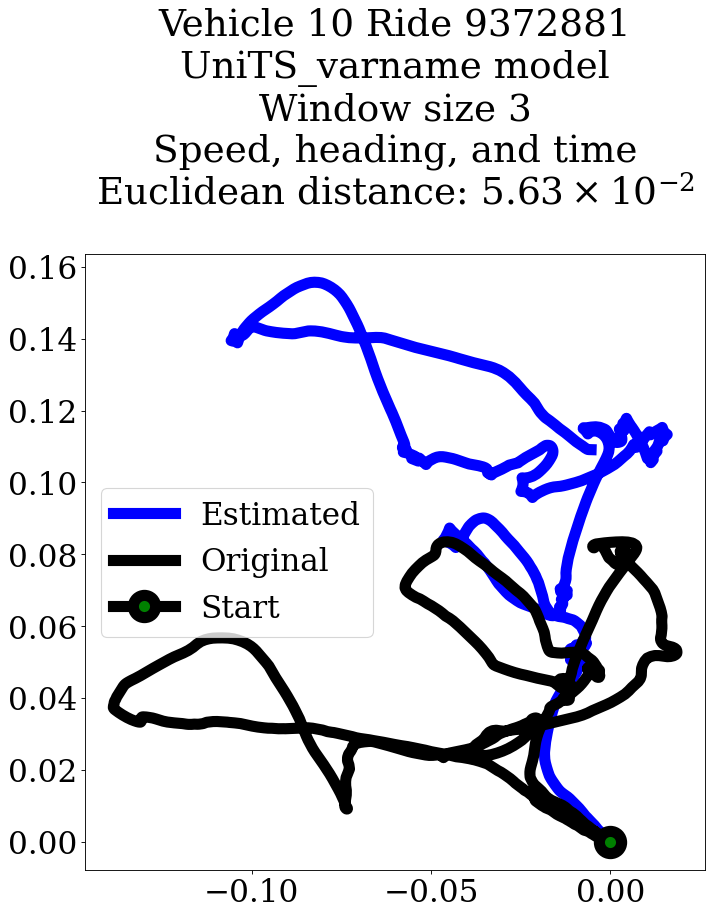 Vehicle 10 Ride 9372881
UniTS_varname model
Window size 3
Speed, heading, and time
Euclidean distance: 5.63 × 10⁻²
0.16
0.14
0.12
0.10
0.08
0.06
0.04
0.02
0.00
Estimated
Original
Start
−0.10
−0.05
0.00